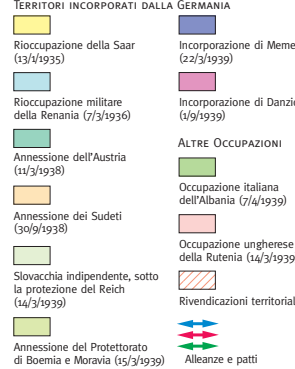 TERRITORI INCORPORATI DALLA GERMANIA
Rioccupazione della Saar
(13/1/1935)
Rioccupazione militare
della Renania (7/3/1936)
Annessione dell'Austria
(11/3/1938)
Annessione dei Sudeti
(30/9/1938)
Slovacchia indipendente, sotto
la protezione del Reich
(14/3/1939)
Annessione del Protettorato
di Boemia e Moravia (15/3/1939)
Incorporazione di Meme
(22/3/1939)
Incorporazione di Danzi
(1/9/1939)
ALTRE OCCUPAZIONI
Occupazione italiana
dell'Albania (7/4/1939)
Occupazione ungherese
della Rutenia (14/3/1939
Rivendicazioni territorial
Alleanze e patti